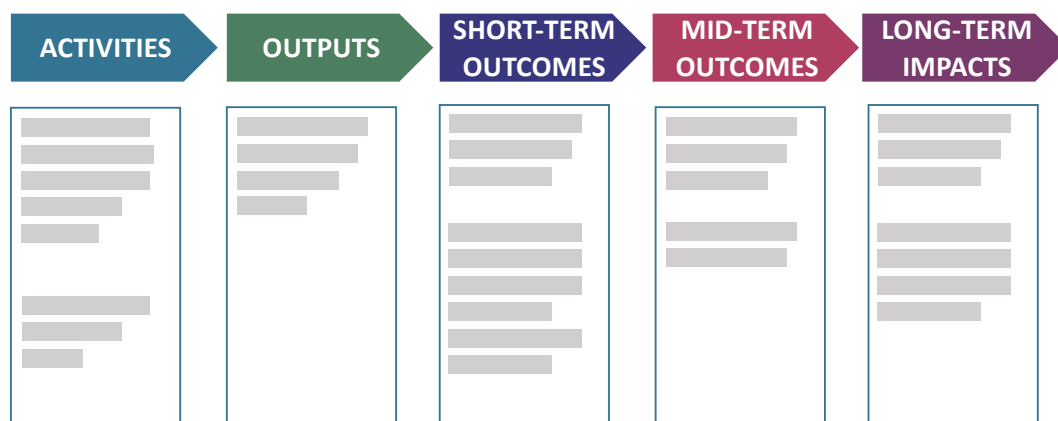 ACTIVITIES
OUTPUTS
SHORT-TERM
OUTCOMES
MID-TERM
OUTCOMES
LONG-TERM
IMPACTS